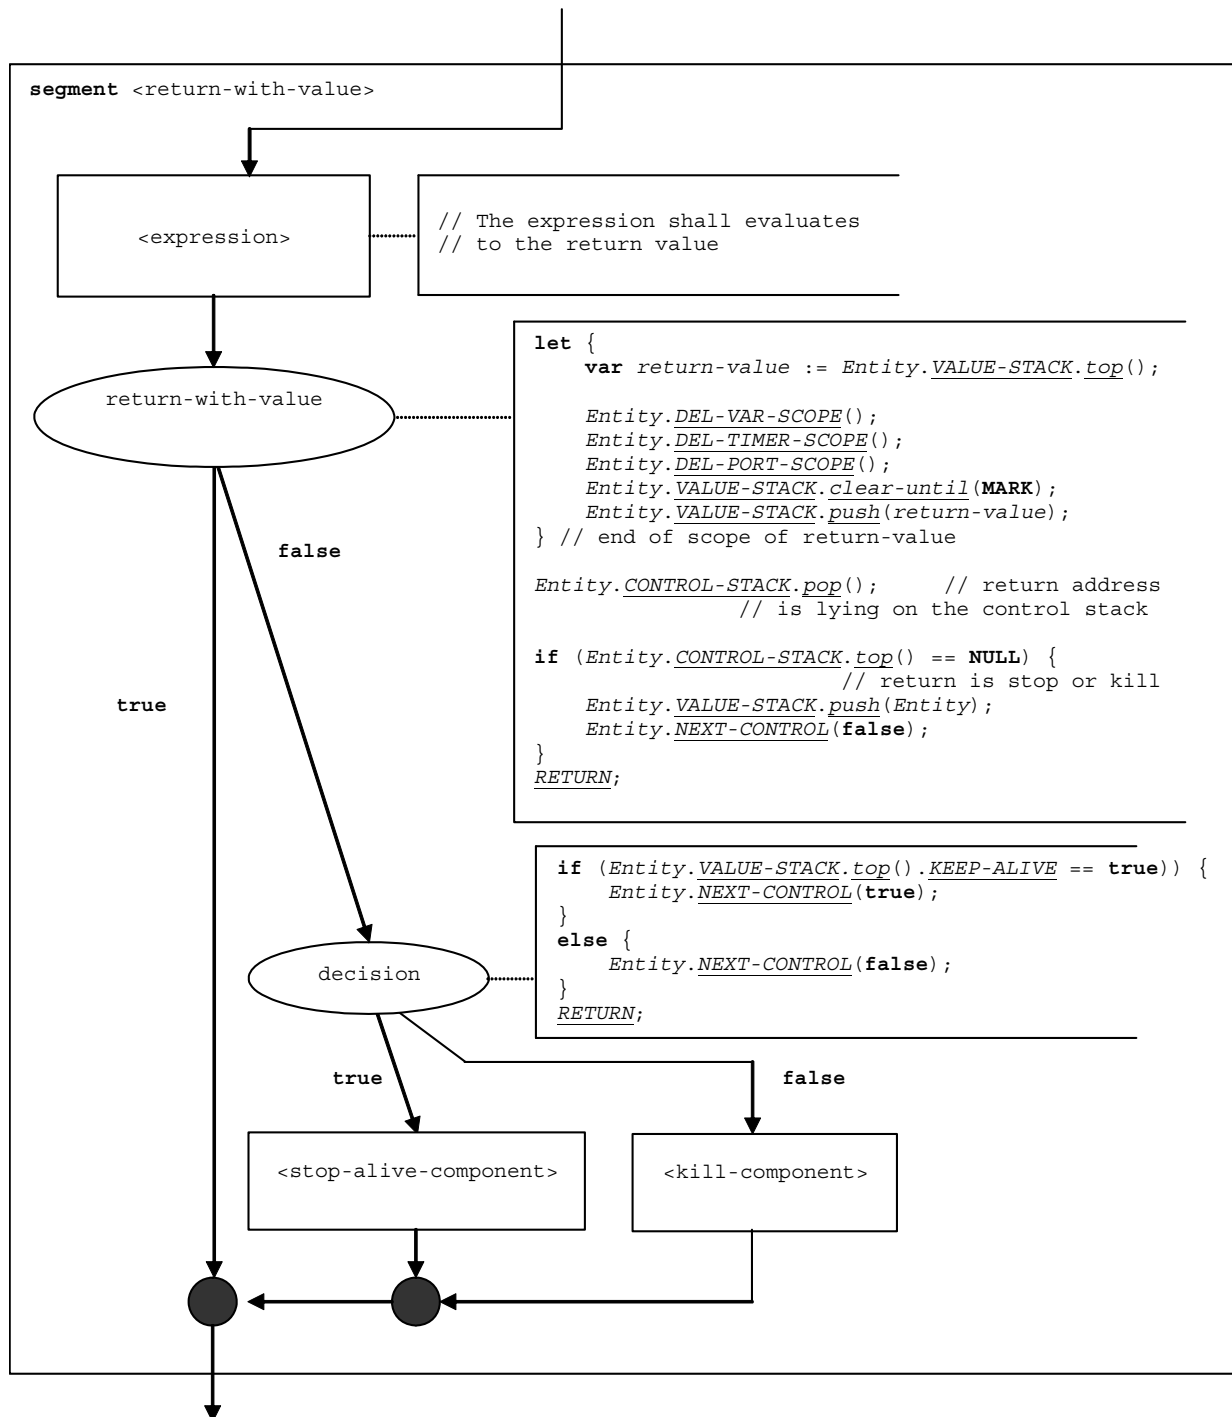 segment <return-with-value>
<expression>
// The expression shall evaluates
// to the return value
return-with-value
let {
var return-value := Entity.VALUE-STACK.top();
Entity.DEL-VAR-SCOPE();
Entity.DEL-TIMER-SCOPE();
Entity.DEL-PORT-SCOPE();
Entity.VALUE-STACK.clear-until(MARK);
Entity.VALUE-STACK.push(return-value);
} // end of scope of return-value
Entity.CONTROL-STACK.pop(); // return address
// is lying on the control stack
if (Entity.CONTROL-STACK.top() == NULL) {
// return is stop or kill
Entity.VALUE-STACK.push(Entity);
Entity.NEXT-CONTROL(false);
}
RETURN;
false
true
decision
if (Entity.VALUE-STACK.top().KEEP-ALIVE == true)) {
Entity.NEXT-CONTROL(true);
}
else {
Entity.NEXT-CONTROL(false);
}
RETURN;
true
false
<stop-alive-component>
<kill-component>